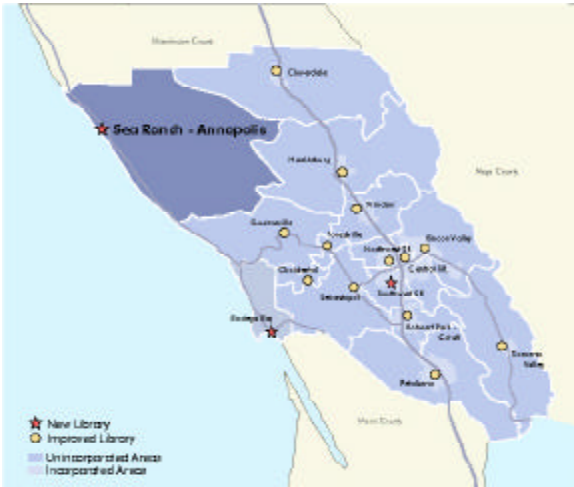 Mendocino County
Cloverdale
Sea Ranch - Annapolis
Healdsburg
Napa County
Windsor
Guerneville
Forestville
Rincon Valley
Northwest SR
Central SR
Occidental
Sebastopol
Southwest SR
Bodega Bay
Rohnert Park -
Cotati
Sonoma
Valley
Petaluma
Marin County
New Library
Improved Library
Unincorporated Areas
Incorporated Areas